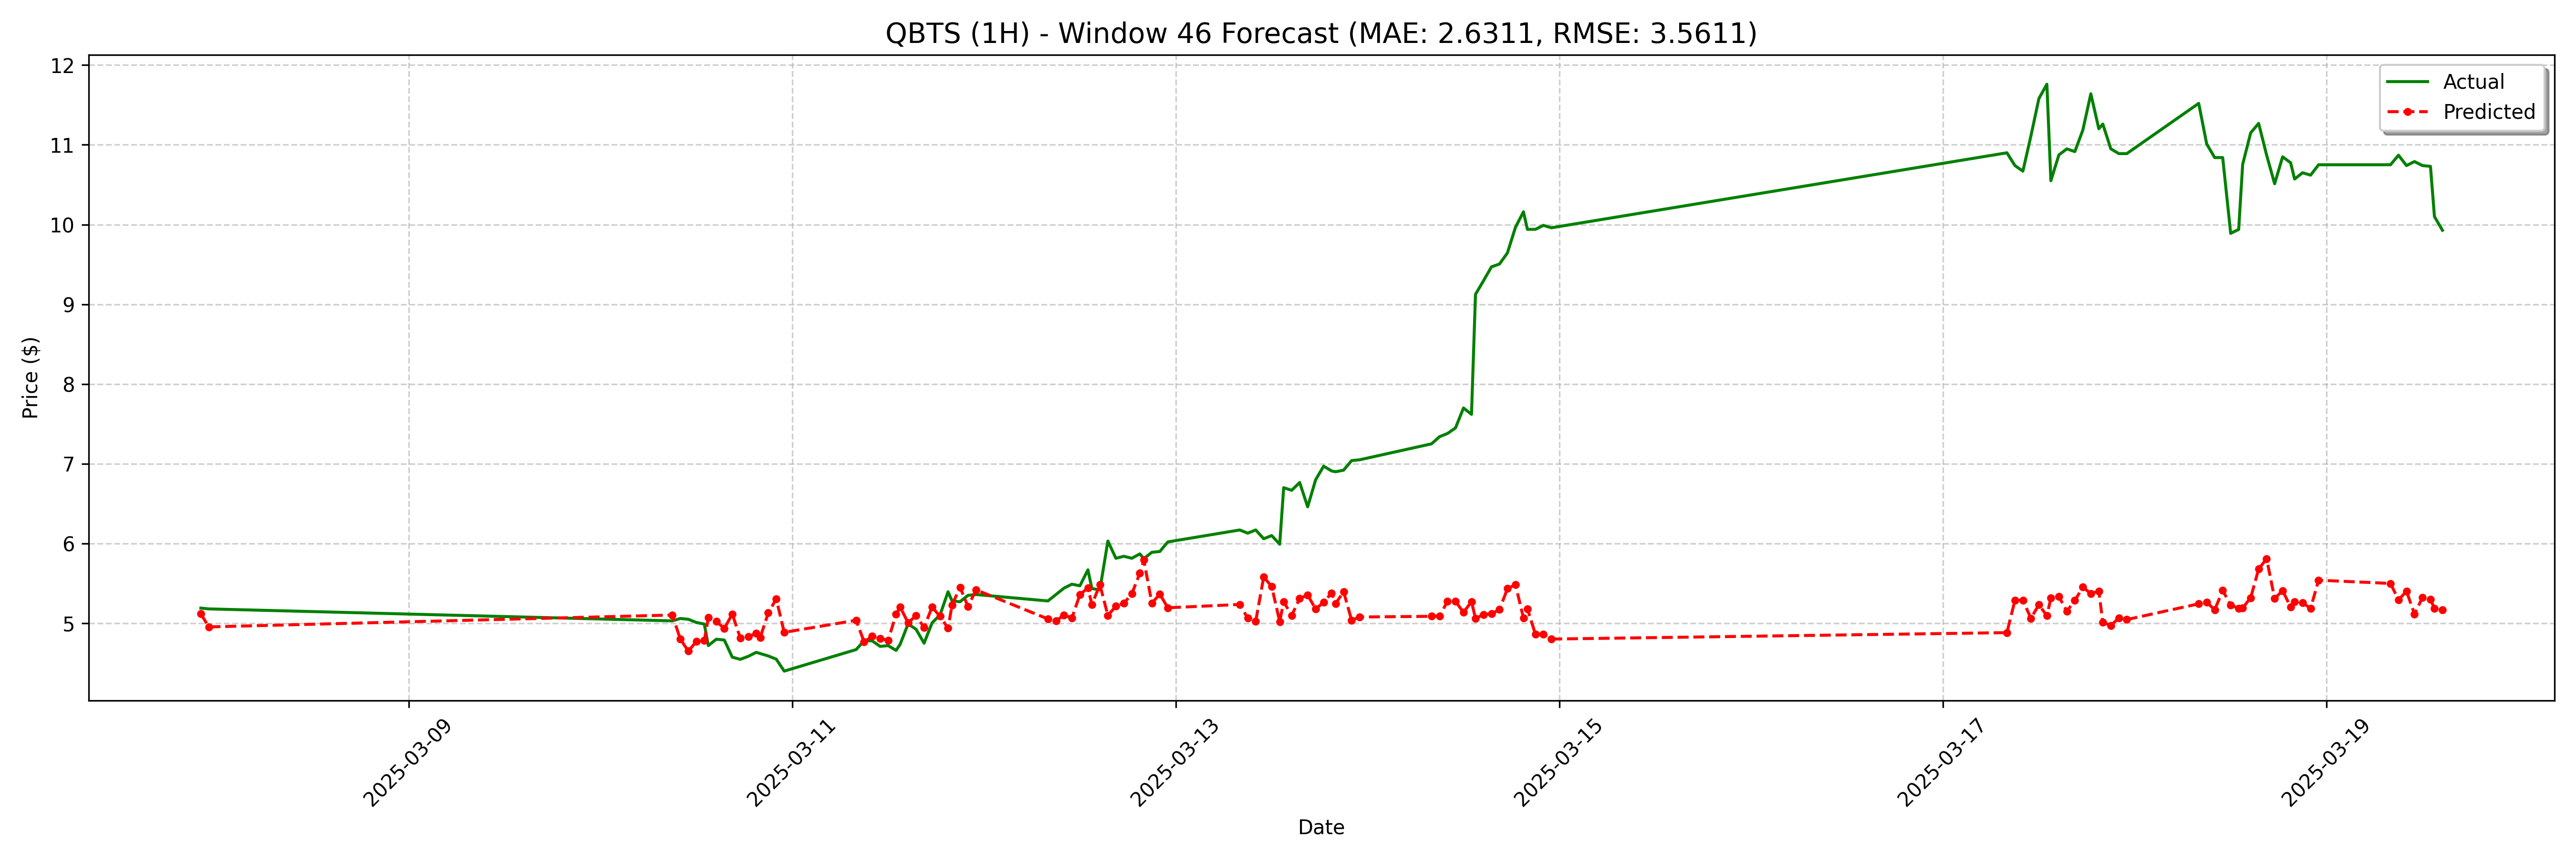 QBTS (1H) - Window 46 Forecast (MAE: 2.6311, RMSE: 3.5611)
Actual
Predicted
Price ($)
12
11
10
9
8
7
6
5
2025-03-09
2025-03-11
2025-03-13
2025-03-15
2025-03-17
2025-03-19
Date